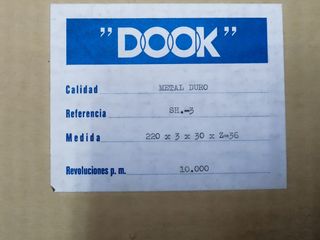 "DOOK"
Calidad METAL DURO
Referencia SH.-3
Medida 220 x 3 x 30 x Z=36
Revoluciones p. m. 10.000